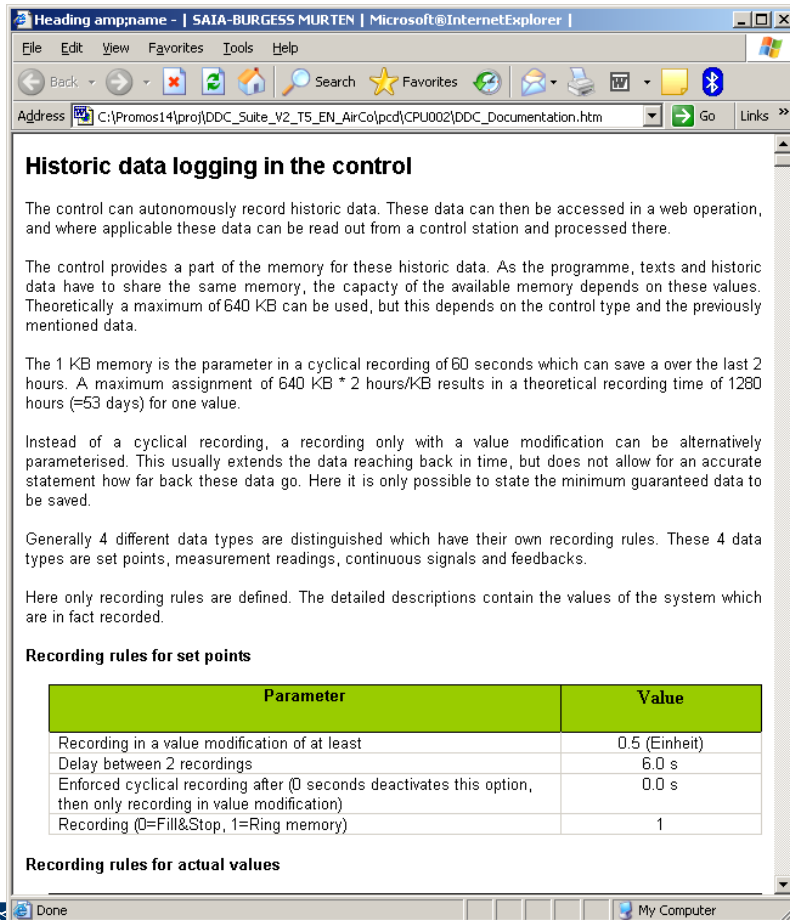 Heading amp;name - | SAIA-BURGESS MURTEN | Microsoft®InternetExplorer |
File Edit View Favorites Tools Help
Back Search Favorites
Address C:\Promos14\proj\DDC_Suite_V2_T5_EN_AirCo\pcd\CPU002\DDC_Documentation.htm Go Links »
Historic data logging in the control
The control can autonomously record historic data. These data can then be accessed in a web operation,
and where applicable these data can be read out from a control station and processed there.
The control provides a part of the memory for these historic data. As the programme, texts and historic
data have to share the same memory, the capacty of the available memory depends on these values.
Theoretically a maximum of 640 KB can be used, but this depends on the control type and the previously
mentioned data.
The 1 KB memory is the parameter in a cyclical recording of 60 seconds which can save a over the last 2
hours. A maximum assignment of 640 KB * 2 hours/KB results in a theoretical recording time of 1280
hours (=53 days) for one value.
Instead of a cyclical recording, a recording only with a value modification can be alternatively
parameterised. This usually extends the data reaching back in time, but does not allow for an accurate
statement how far back these data go. Here it is only possible to state the minimum guaranteed data to
be saved.
Generally 4 different data types are distinguished which have their own recording rules. These 4 data
types are set points, measurement readings, continuous signals and feedbacks.
Here only recording rules are defined. The detailed descriptions contain the values of the system which
are in fact recorded.
Recording rules for set points
Parameter Value
Recording in a value modification of at least 0.5 (Einheit)
Delay between 2 recordings 6.0 s
Enforced cyclical recording after (0 seconds deactivates this option, 0.0 s
then only recording in value modification)
Recording (0=Fill&Stop, 1=Ring memory) 1
Recording rules for actual values
Done My Computer